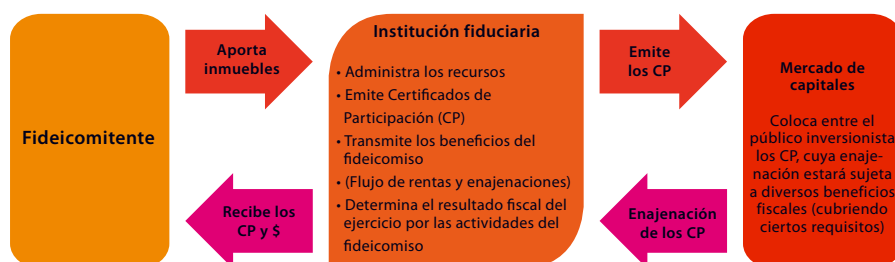 Fideicomitente
Aporta
inmuebles
Recibe los
CP y $
Institución fiduciaria
• Administra los recursos
• Emite Certificados de
Participación (CP)
• Transmite los beneficios del
fideicomiso
• (Flujo de rentas y enajenaciones)
• Determina el resultado fiscal del
ejercicio por las actividades del
fideicomiso
Emite
los CP
Enajenación
de los CP
Mercado de
capitales
Coloca entre el
público inversionista
los CP, cuya enaje-
nación estará sujeta
a diversos beneficios
fiscales (cubriendo
ciertos requisitos)